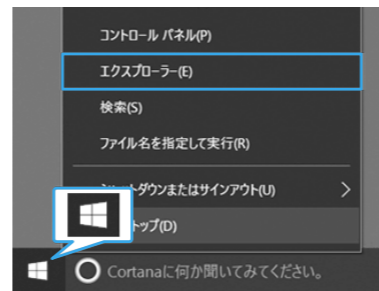 コントロール パネル(P)
エクスプローラー(E)
検索(S)
ファイル名を指定して実行(R)
ットダウンまたはサインアウト(U)
トップ(D)
Cortanaに何か聞いてみてください。